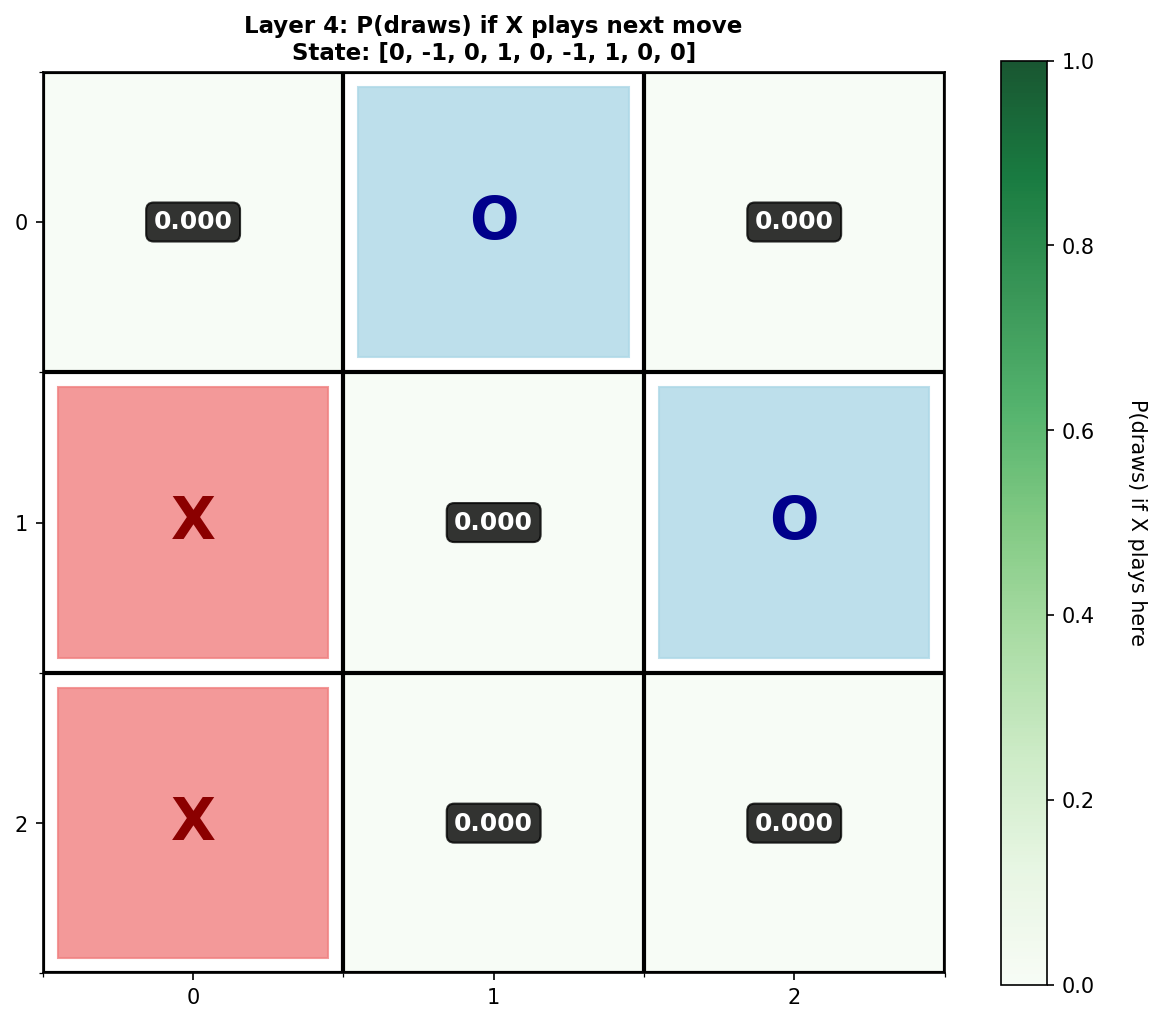 Layer 4: P(draws) if X plays next move
State: [0, -1, 0, 1, 0, -1, 1, 0, 0]
0
0.000
O
0.000
1
X
0.000
O
2
X
0.000
0.000
0
1
2
1.0
0.8
0.6
0.4
0.2
0.0
P(draws) if X plays here